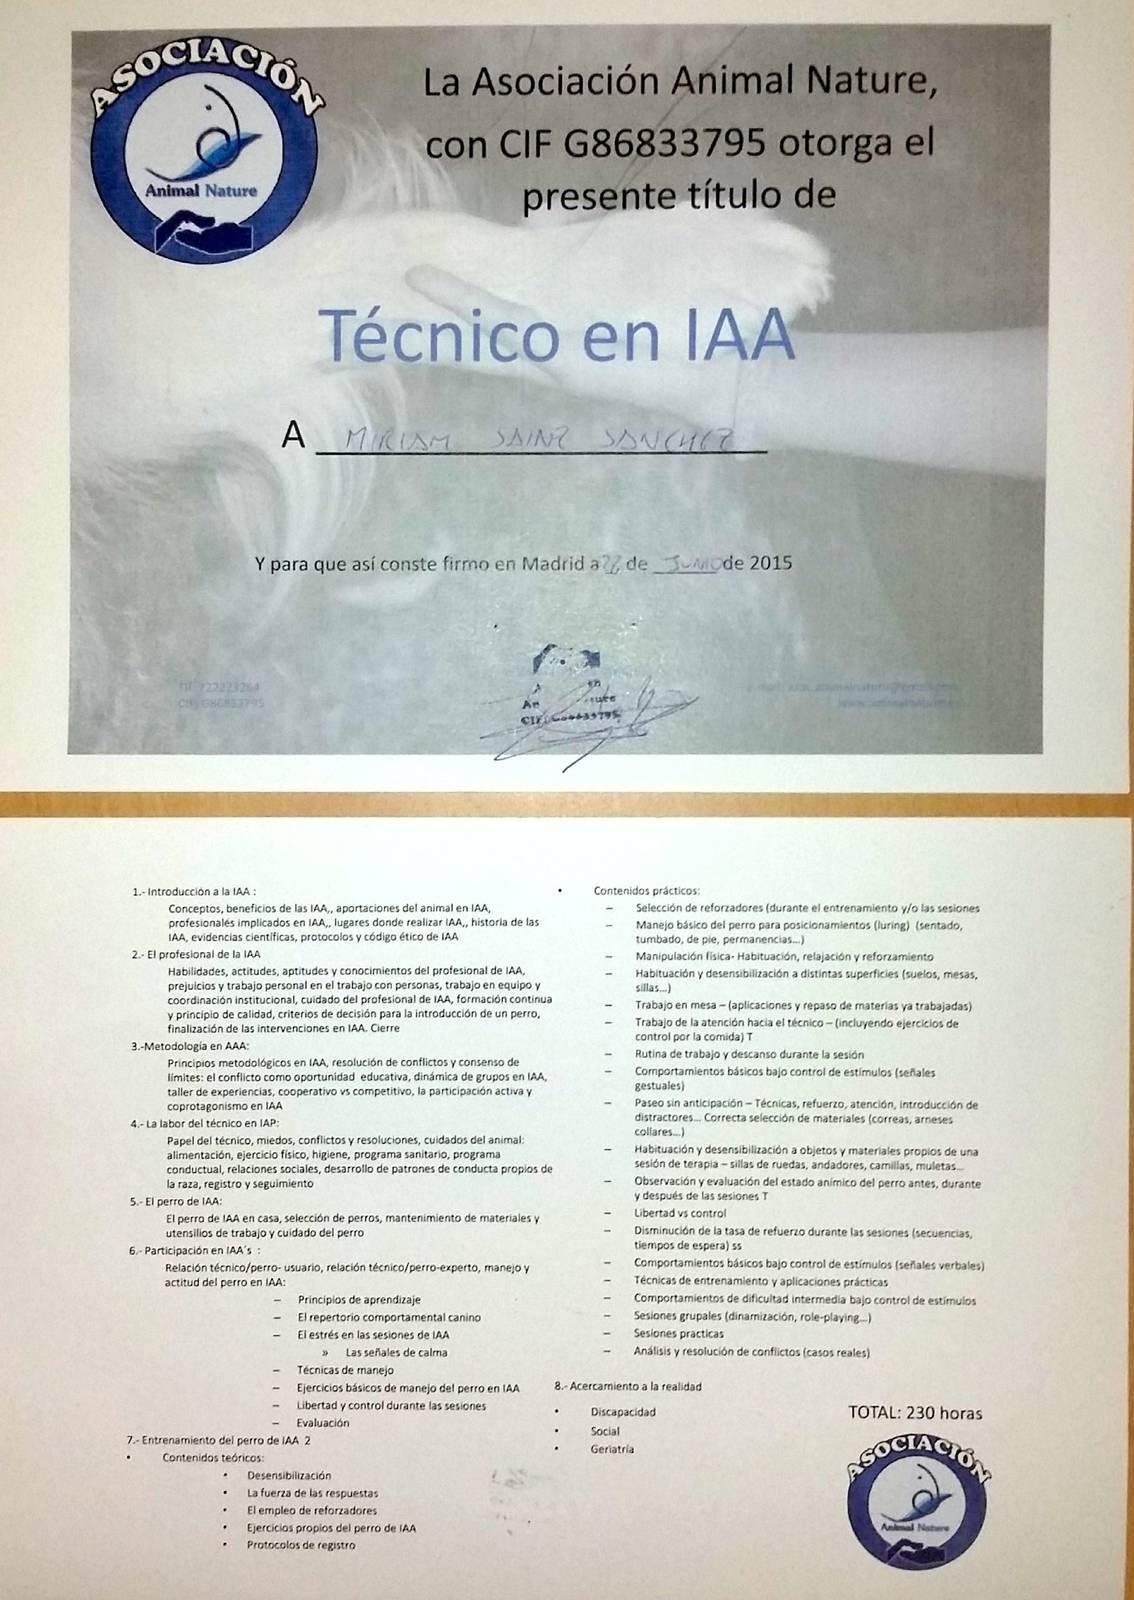 ASOCIACIÓN
Animal Nature
La Asociación Animal Nature,
con CIF G86833795 otorga el
presente título de
Técnico en IAA
A MIRIAM SAINZ SANCHEZ
Y para que así conste firmo en Madrid a de JUNIO de 2015
CIF G86833795
CIF G86833795
1.- Introducción a la IAA :
Conceptos, beneficios de las IAA,, aportaciones del animal en IAA,
profesionales implicados en IAA,, lugares donde realizar IAA,, historia de las
IAA, evidencias científicas, protocolos y código ético de IAA
2.- El profesional de la IAA
Habilidades, actitudes, aptitudes y conocimientos del profesional de IAA,
prejuicios y trabajo personal en el trabajo con personas, trabajo en equipo y
coordinación institucional, cuidado del profesional de IAA, formación continua
y principio de calidad, criterios de decisión para la introducción de un perro,
finalización de las intervenciones en IAA. Cierre
3.-Metodología en AAA:
Principios metodológicos en IAA, resolución de conflictos y consenso de
límites: el conflicto como oportunidad educativa, dinámica de grupos en IAA,
taller de experiencias, cooperativo vs competitivo, la participación activa y
coprotagonismo en IAA
4.- La labor del técnico en IAP:
Papel del técnico, miedos, conflictos y resoluciones, cuidados del animal:
alimentación, ejercicio físico, higiene, programa sanitario, programa
conductual, relaciones sociales, desarrollo de patrones de conducta propios de
la raza, registro y seguimiento
5.- El perro de IAA:
El perro de IAA en casa, selección de perros, mantenimiento de materiales y
utensilios de trabajo y cuidado del perro
6.- Participación en IAA´s :
Relación técnico/perro- usuario, relación técnico/perro-experto, manejo y
actitud del perro en IAA:
– Principios de aprendizaje
– El repertorio comportamental canino
– El estrés en las sesiones de IAA
» Las señales de calma
– Técnicas de manejo
– Ejercicios básicos de manejo del perro en IAA
– Libertad y control durante las sesiones
– Evaluación
7.- Entrenamiento del perro de IAA 2
• Contenidos teóricos:
• Desensibilización
• La fuerza de las respuestas
• El empleo de reforzadores
• Ejercicios propios del perro de IAA
• Protocolos de registro
• Contenidos prácticos:
– Selección de reforzadores (durante el entrenamiento y/o las sesiones
– Manejo básico del perro para posicionamientos (luring) (sentado,
tumbado, de pie, permanencias...)
– Manipulación física- Habituación, relajación y reforzamiento
– Habituación y desensibilización a distintas superficies (suelos, mesas,
sillas...)
– Trabajo en mesa – (aplicaciones y repaso de materias ya trabajadas)
– Trabajo de la atención hacia el técnico – (incluyendo ejercicios de
control por la comida) T
– Rutina de trabajo y descanso durante la sesión
– Comportamientos básicos bajo control de estímulos (señales
gestuales)
– Paseo sin anticipación – Técnicas, refuerzo, atención, introducción de
distractores... Correcta selección de materiales (correas, arneses
collares...)
– Habituación y desensibilización a objetos y materiales propios de una
sesión de terapia – sillas de ruedas, andadores, camillas, muletas...
– Observación y evaluación del estado anímico del perro antes, durante
y después de las sesiones T
– Libertad vs control
– Disminución de la tasa de refuerzo durante las sesiones (secuencias,
tiempos de espera) ss
– Comportamientos básicos bajo control de estímulos (señales verbales)
– Técnicas de entrenamiento y aplicaciones prácticas
– Comportamientos de dificultad intermedia bajo control de estímulos
– Sesiones grupales (dinamización, role-playing...)
– Sesiones practicas
– Análisis y resolución de conflictos (casos reales)
8.- Acercamiento a la realidad
• Discapacidad
• Social
• Geriatría
TOTAL: 230 horas
ASOCIACIÓN
Animal Nature